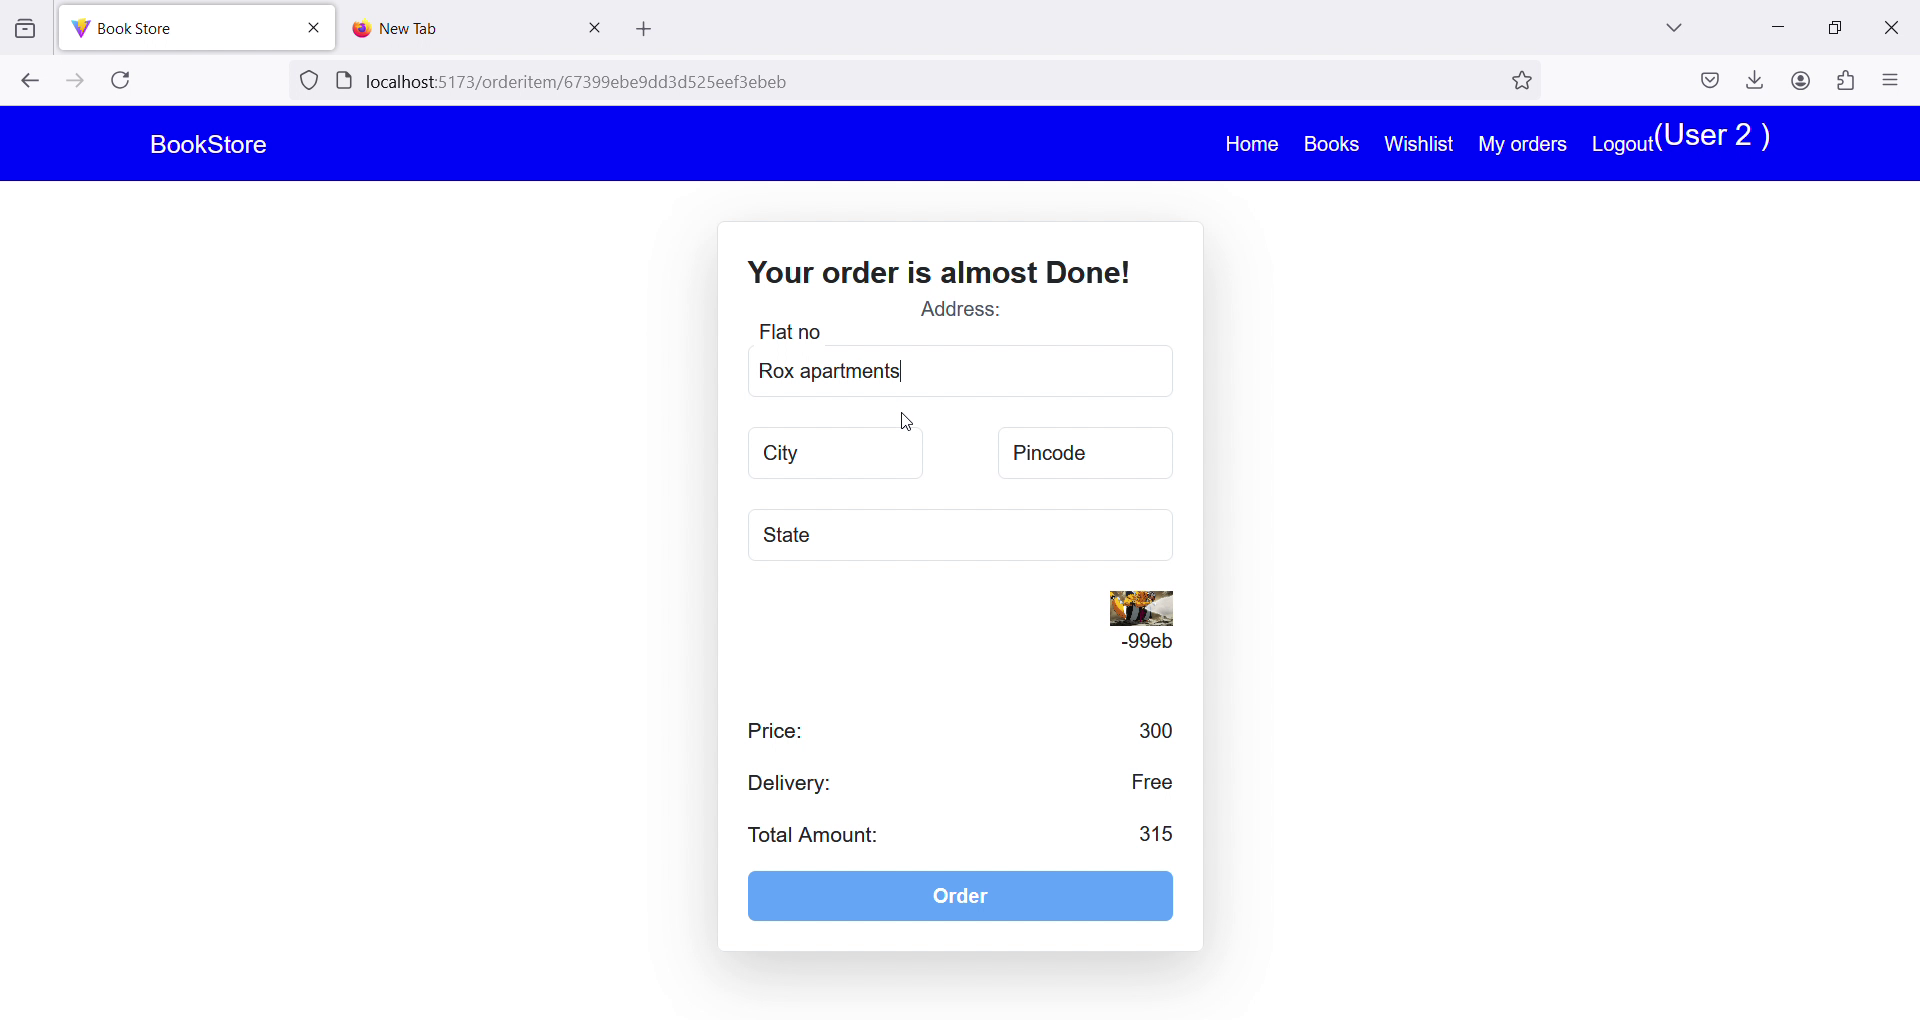 Book Store
New Tab
localhost:5173/orderitem/67399ebe9dd3d525eef3ebeb
BookStore
Home Books Wishlist My orders Logout(User 2 )
Your order is almost Done!
Address:
Flat no
Rox apartments
City Pincode
State
-99eb
Price: 300
Delivery: Free
Total Amount: 315
Order